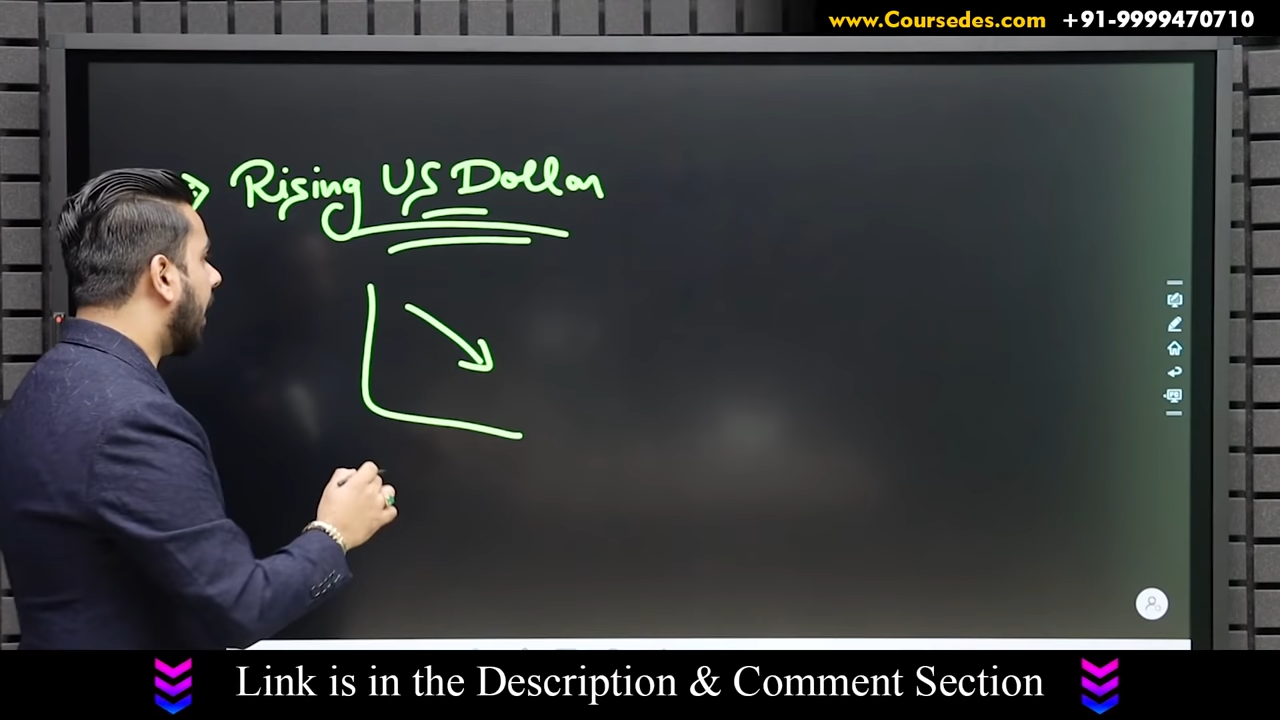 www.Coursedes.com +91-9999470710
Rising US Dollar
Link is in the Description & Comment Section